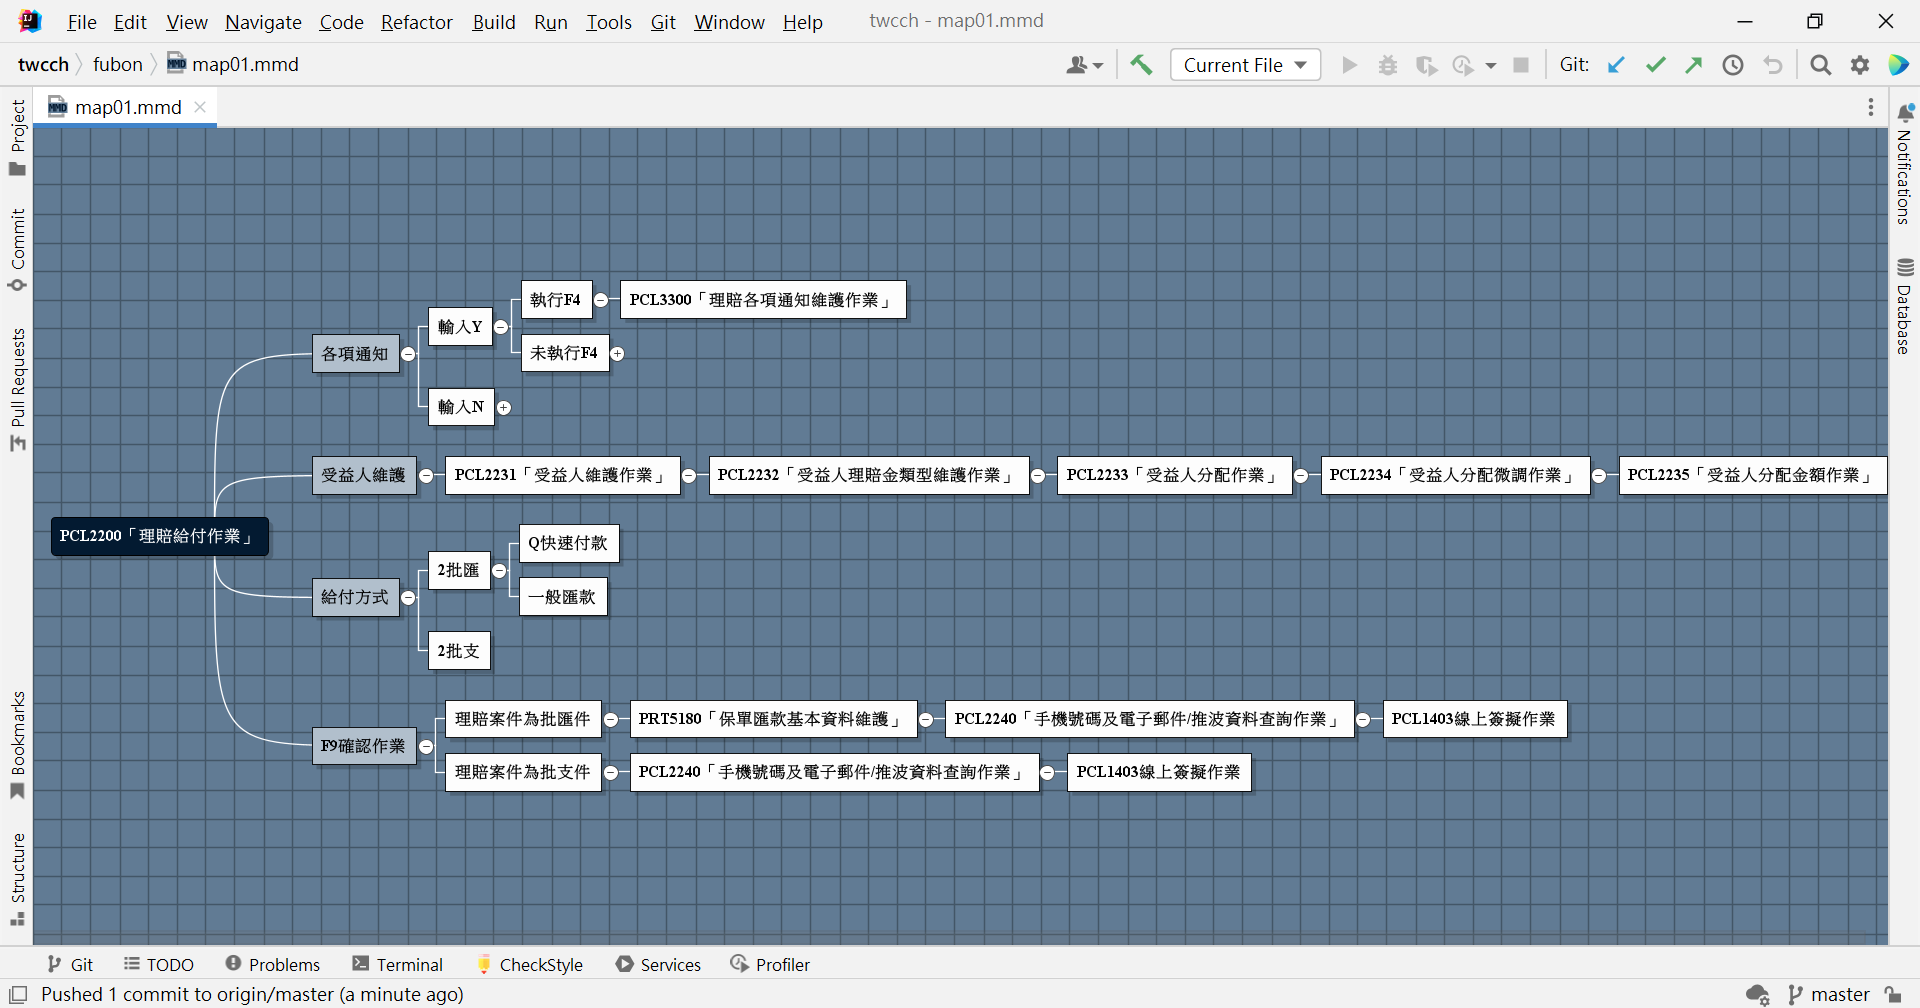 File Edit View Navigate Code Refactor Build Run Tools Git Window Help twcch - map01.mmd
twcch fubon map01.mmd Current File Git:
map01.mmd
Project
Commit
Pull Requests
Bookmarks
Structure
Notifications
Database
執行F4 PCL3300「理賠各項通知維護作業」
輸入Y
各項通知 未執行F4
輸入N
受益人維護 PCL2231「受益人維護作業」 PCL2232「受益人理賠金類型維護作業」 PCL2233「受益人分配作業」 PCL2234「受益人分配微調作業」 PCL2235「受益人分配金額作業」
PCL2200「理賠給付作業」
Q快速付款
2批匯
給付方式 一般匯款
2批支
理賠案件為批匯件 PRT5180「保單匯款基本資料維護」 PCL2240「手機號碼及電子郵件/推波資料查詢作業」 PCL1403線上簽擬作業
F9確認作業
理賠案件為批支件 PCL2240「手機號碼及電子郵件/推波資料查詢作業」 PCL1403線上簽擬作業
Git TODO Problems Terminal CheckStyle Services Profiler
Pushed 1 commit to origin/master (a minute ago) master